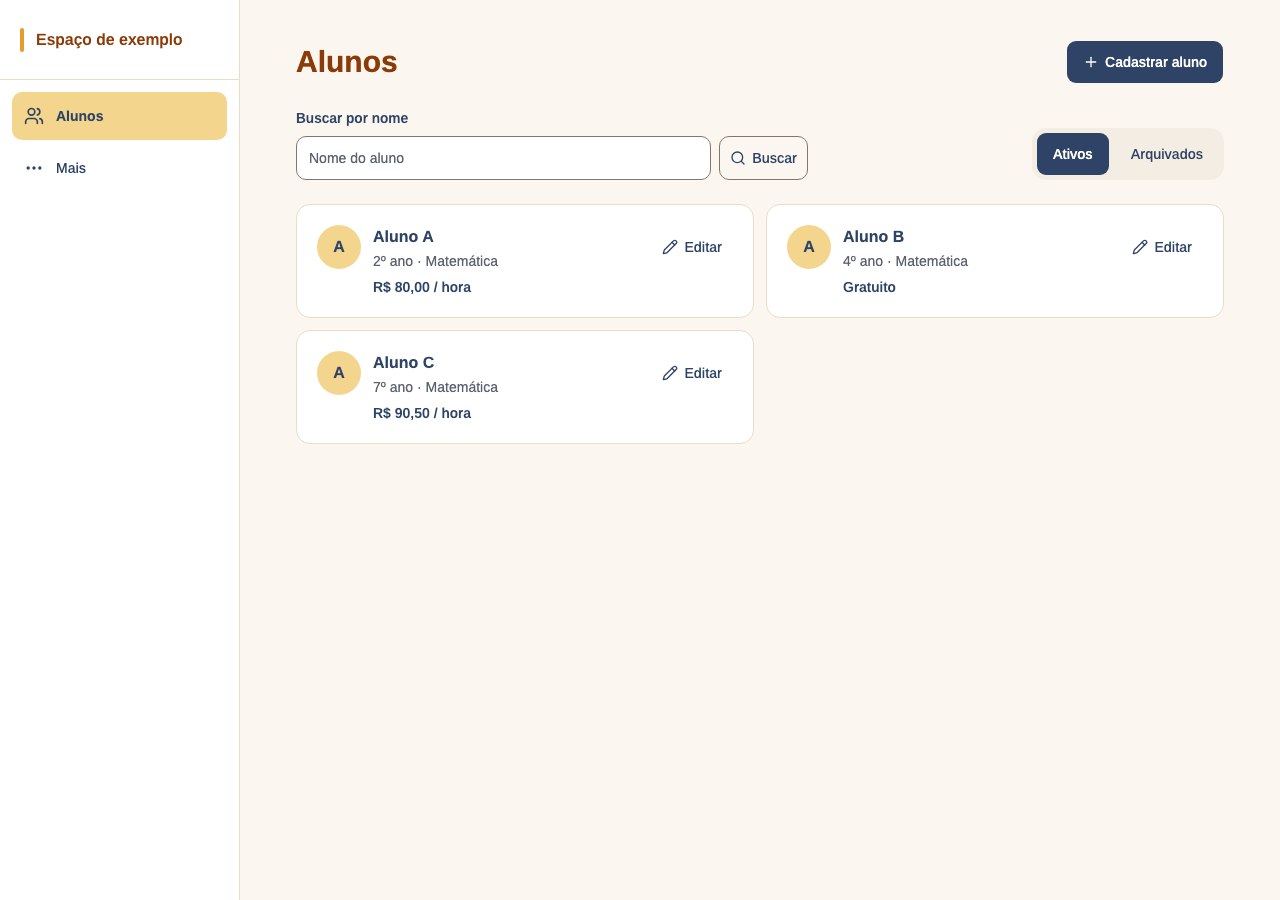 Espaço de exemplo
Alunos
Mais
Alunos
Cadastrar aluno
Buscar por nome
Nome do aluno
Buscar
Ativos
Arquivados
A
Aluno A
2º ano · Matemática
R$ 80,00 / hora
Editar
A
Aluno B
4º ano · Matemática
Gratuito
Editar
A
Aluno C
7º ano · Matemática
R$ 90,50 / hora
Editar